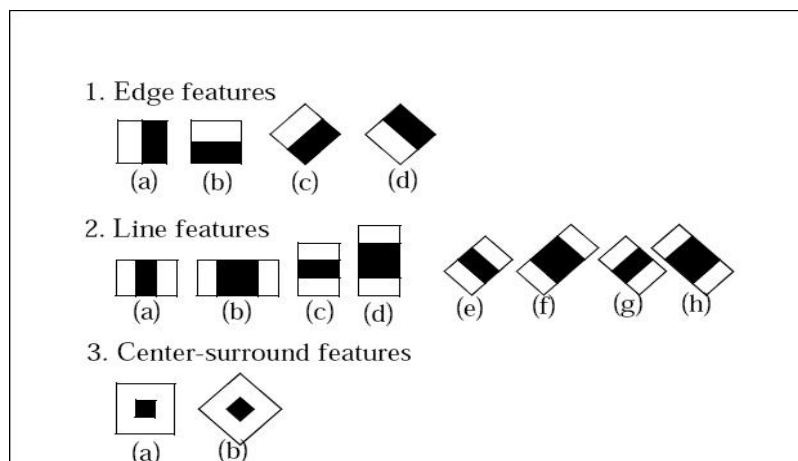 1. Edge features
(a) (b) (c) (d)
2. Line features
(a) (b) (c) (d) (e) (f) (g) (h)
3. Center-surround features
(a) (b)